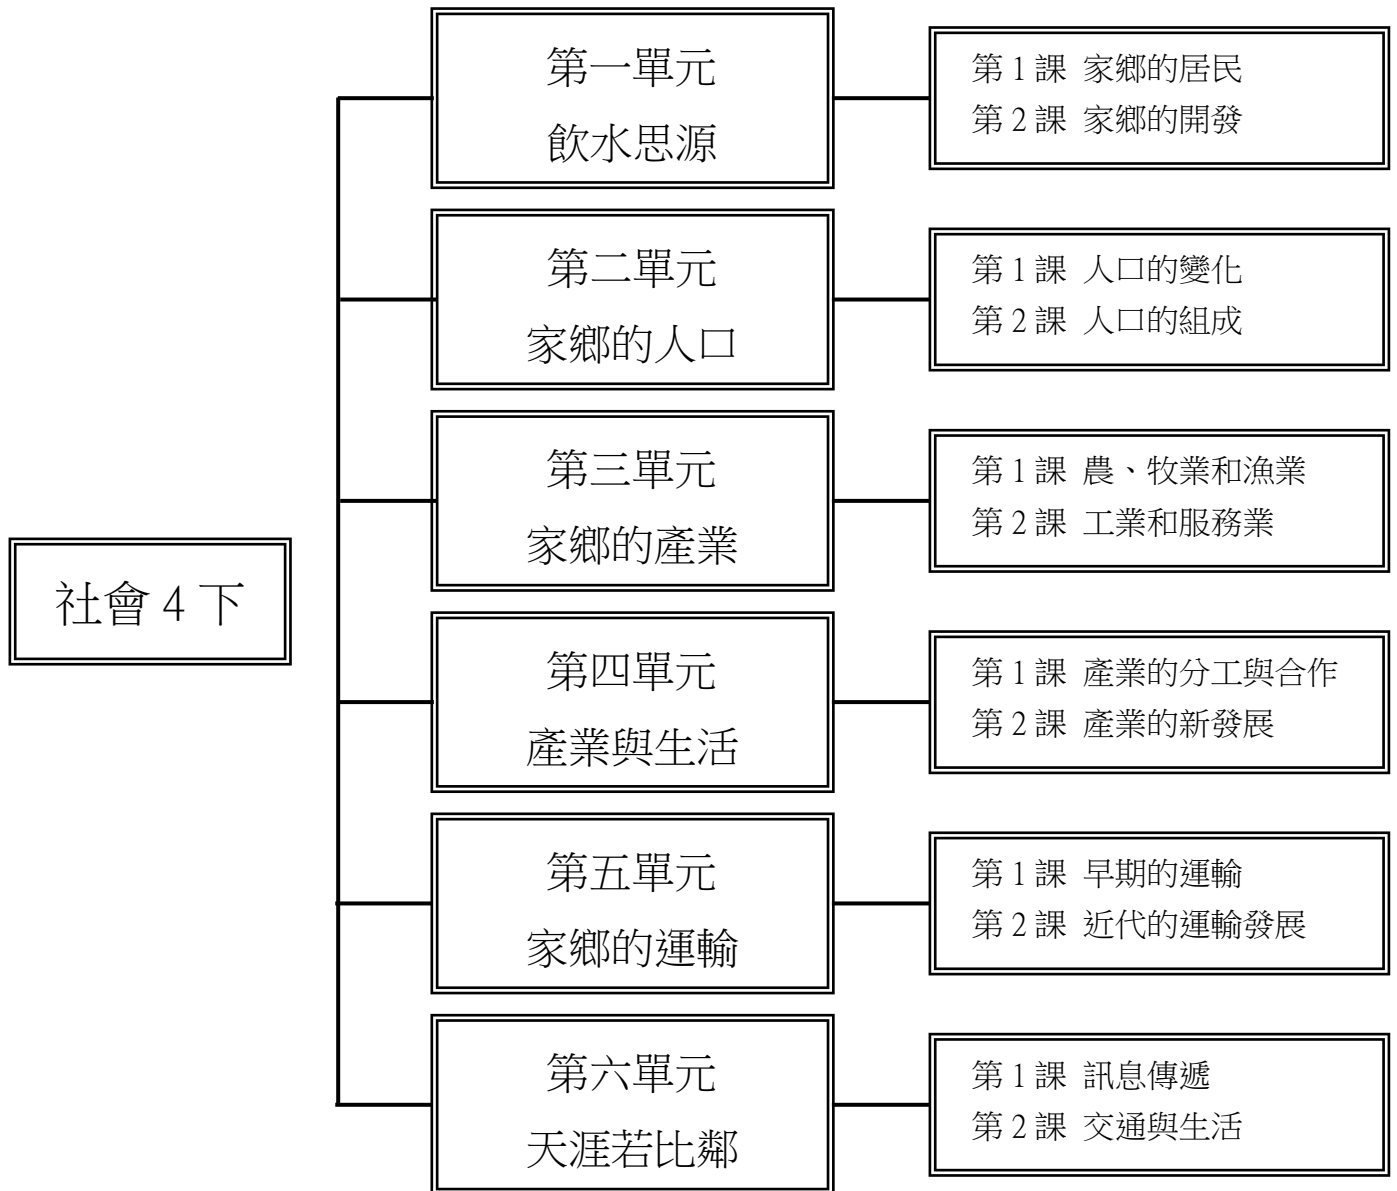 社會 4 下
第一單元
飲水思源
第 1 課 家鄉的居民
第 2 課 家鄉的開發
第二單元
家鄉的人口
第 1 課 人口的變化
第 2 課 人口的組成
第三單元
家鄉的產業
第 1 課 農、牧業和漁業
第 2 課 工業和服務業
第四單元
產業與生活
第 1 課 產業的分工與合作
第 2 課 產業的新發展
第五單元
家鄉的運輸
第 1 課 早期的運輸
第 2 課 近代的運輸發展
第六單元
天涯若比鄰
第 1 課 訊息傳遞
第 2 課 交通與生活